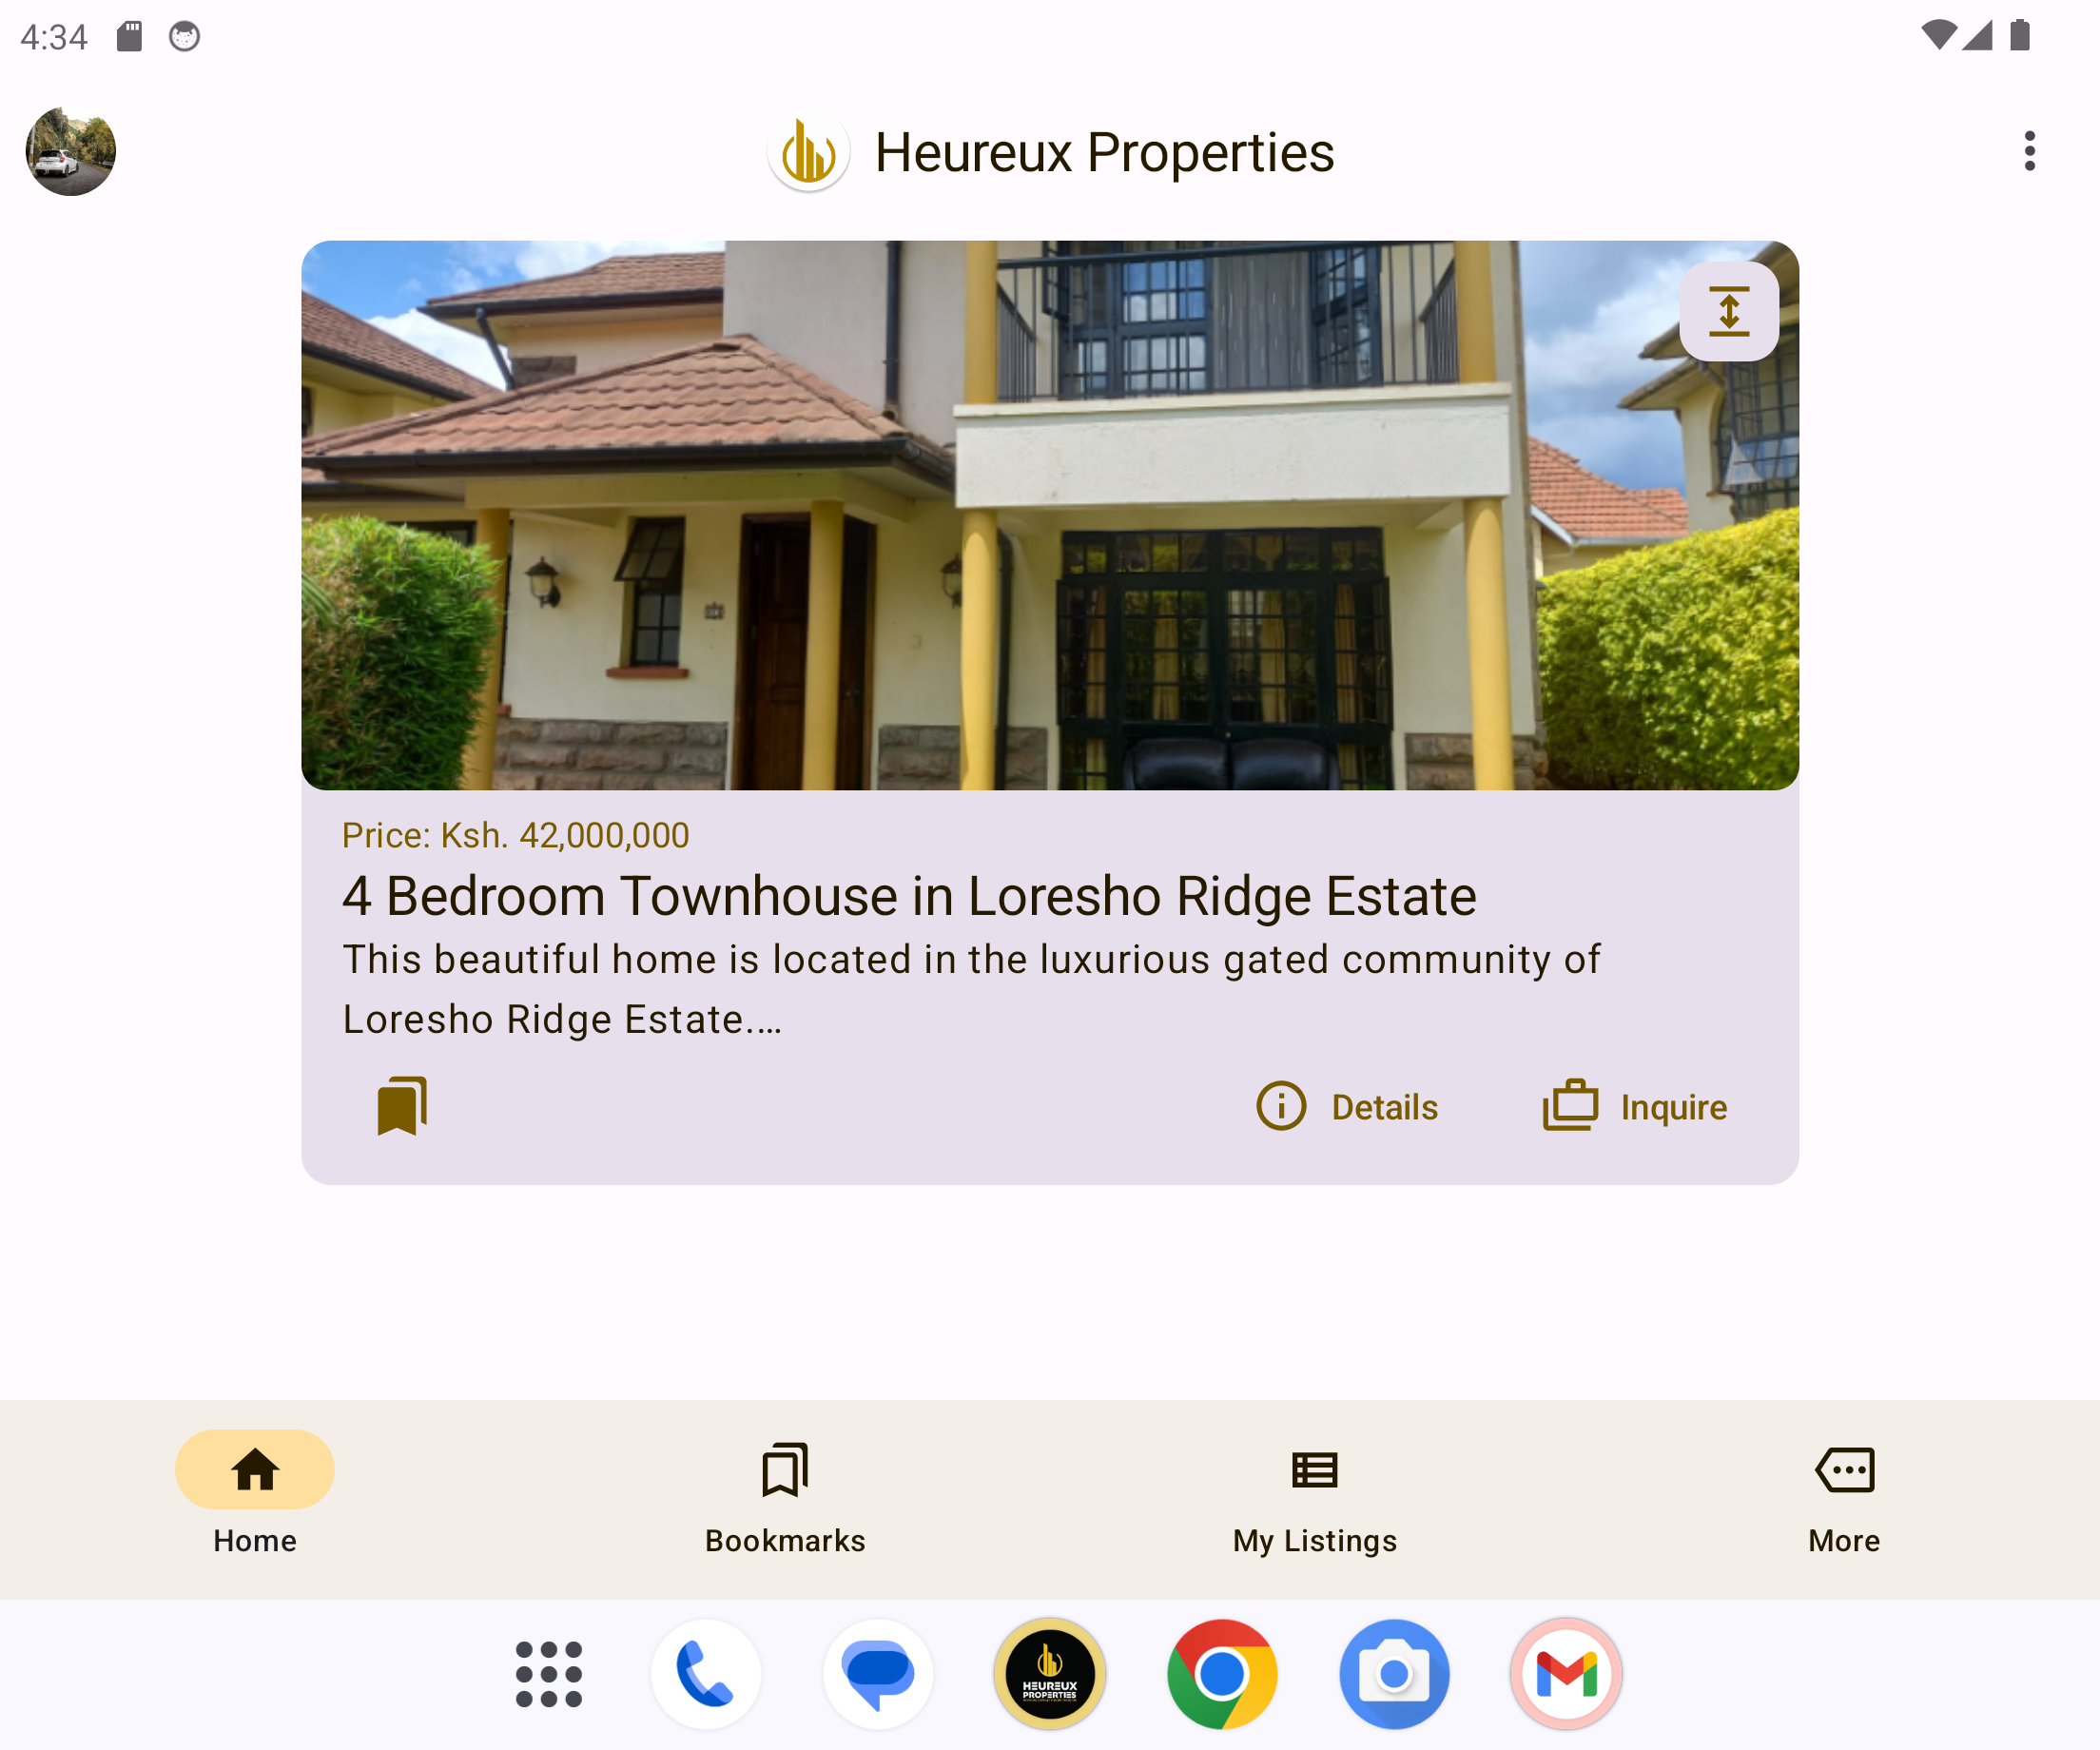 4:34
Heureux Properties
Price: Ksh. 42,000,000
4 Bedroom Townhouse in Loresho Ridge Estate
This beautiful home is located in the luxurious gated community of
Loresho Ridge Estate.…
Details
Inquire
Home
Bookmarks
My Listings
More
HEUREUX
PROPERTIES